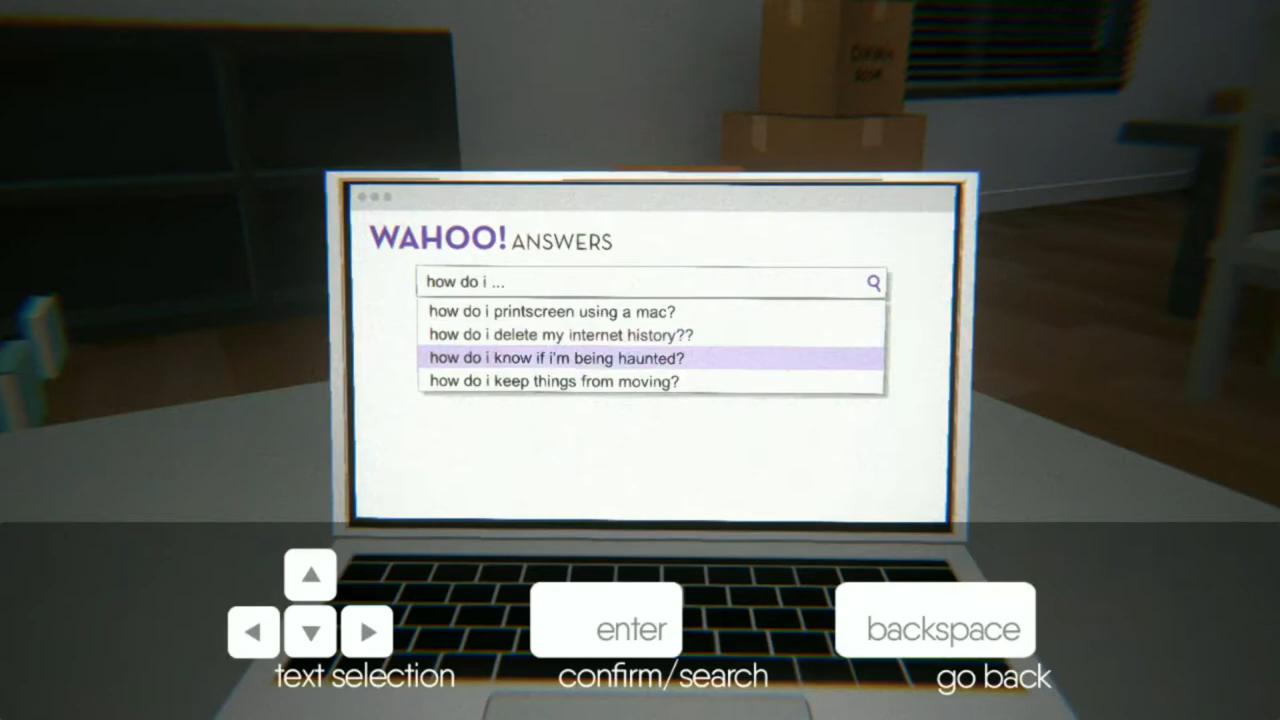 WAHOO! ANSWERS
how do i ...
how do i printscreen using a mac?
how do i delete my internet history??
how do i know if i'm being haunted?
how do i keep things from moving?
enter
backspace
text selection
confirm/search
go back